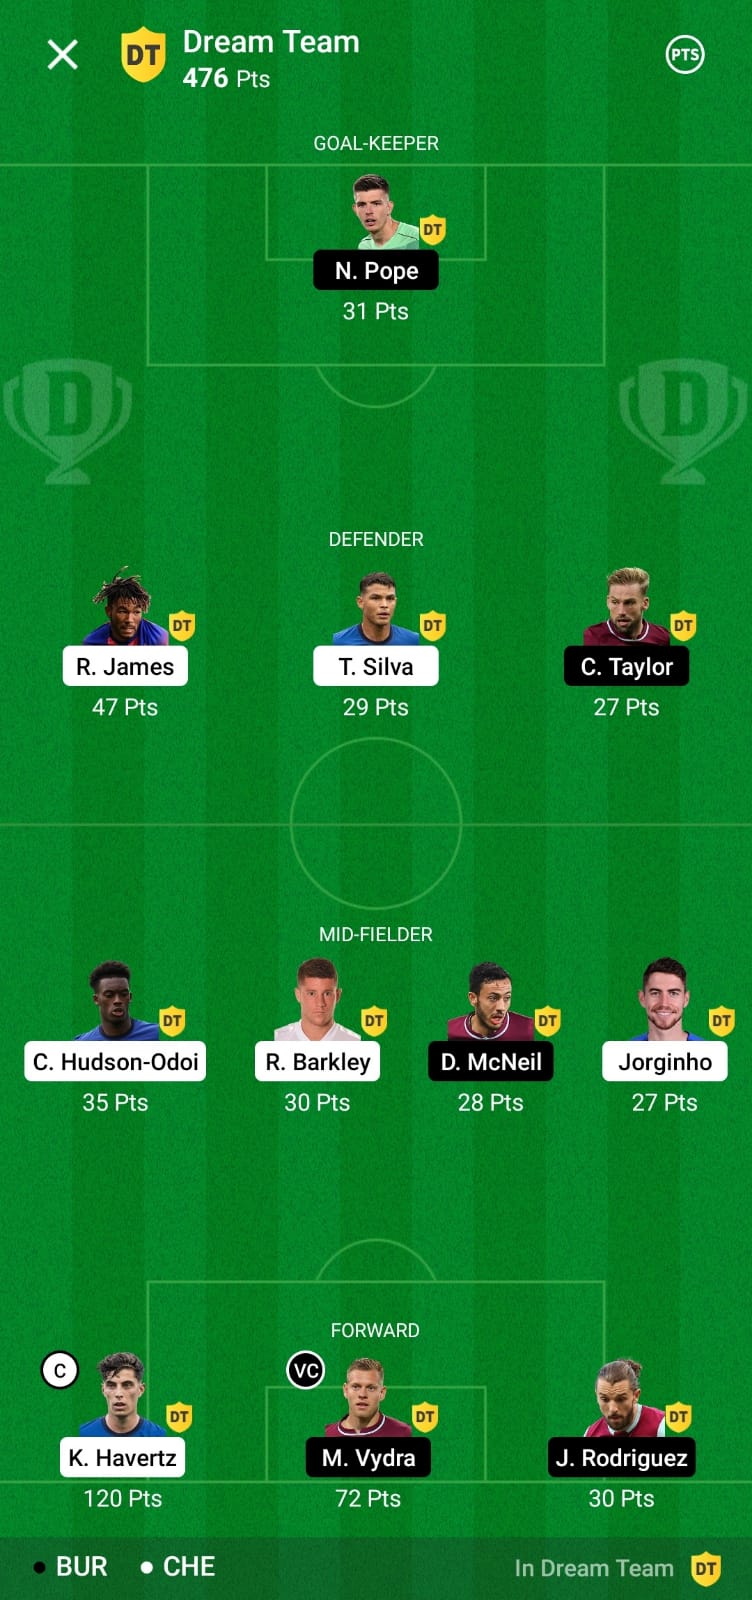 DT
Dream Team
476 Pts
PTS
GOAL-KEEPER
DT
N. Pope
31 Pts
D D
DEFENDER
DT DT DT
R. James T. Silva C. Taylor
47 Pts 29 Pts 27 Pts
MID-FIELDER
DT DT DT DT
C. Hudson-Odoi R. Barkley D. McNeil Jorginho
35 Pts 30 Pts 28 Pts 27 Pts
FORWARD
C VC
DT DT DT
K. Havertz M. Vydra J. Rodriguez
120 Pts 72 Pts 30 Pts
BUR CHE In Dream Team DT